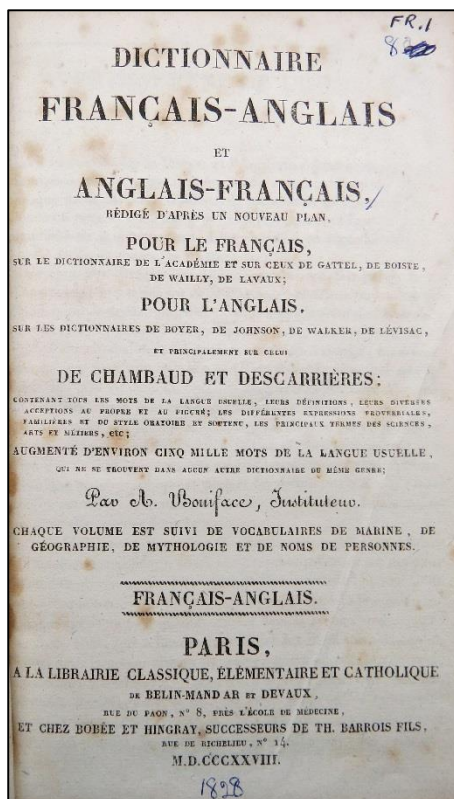 FR.1
DICTIONNAIRE
FRANÇAIS-ANGLAIS
ET
ANGLAIS-FRANÇAIS,
RÉDIGÉ D'APRÈS UN NOUVEAU PLAN,
POUR LE FRANÇAIS,
SUR LE DICTIONNAIRE DE L'ACADÉMIE ET SUR CEUX DE GATTEL, DE BOISTE,
DE WAILLY, DE LAVAUX;
POUR L'ANGLAIS,
SUR LES DICTIONNAIRES DE BOYER, DE JOHNSON, DE WALKER, DE LÉVISAC,
ET PRINCIPALEMENT SUR CELUI
DE CHAMBAUD ET DESCARRIÈRES:
CONTENANT TOUS LES MOTS DE LA LANGUE USUELLE, LEURS DÉFINITIONS, LEURS DIVERSES
ACCEPTIONS AU PROPRE ET AU FIGURÉ; LES DIFFÉRENTES EXPRESSIONS PROVERBIALES,
FAMILIÈRES ET DU STYLE ORATOIRE ET SOUTENU, LES PRINCIPAUX TERMES DES SCIENCES,
ARTS ET MÉTIERS, etc;
AUGMENTÉ D'ENVIRON CINQ MILLE MOTS DE LA LANGUE USUELLE,
QUI NE SE TROUVENT DANS AUCUN AUTRE DICTIONNAIRE DU MÊME GENRE;
Par A. Boniface, Instituteur.
CHAQUE VOLUME EST SUIVI DE VOCABULAIRES DE MARINE, DE
GÉOGRAPHIE, DE MYTHOLOGIE ET DE NOMS DE PERSONNES.
FRANÇAIS-ANGLAIS.
PARIS,
A LA LIBRAIRIE CLASSIQUE, ÉLÉMENTAIRE ET CATHOLIQUE
DE BELIN-MANDAR ET DEVAUX,
RUE DU PAON, N° 8, PRÈS L'ÉCOLE DE MÉDECINE,
ET CHEZ BOBÉE ET HINGRAY, SUCCESSEURS DE TH. BARROIS FILS,
RUE DE RICHELIEU, N° 14.
M.D.CCCXXVIII.
1828